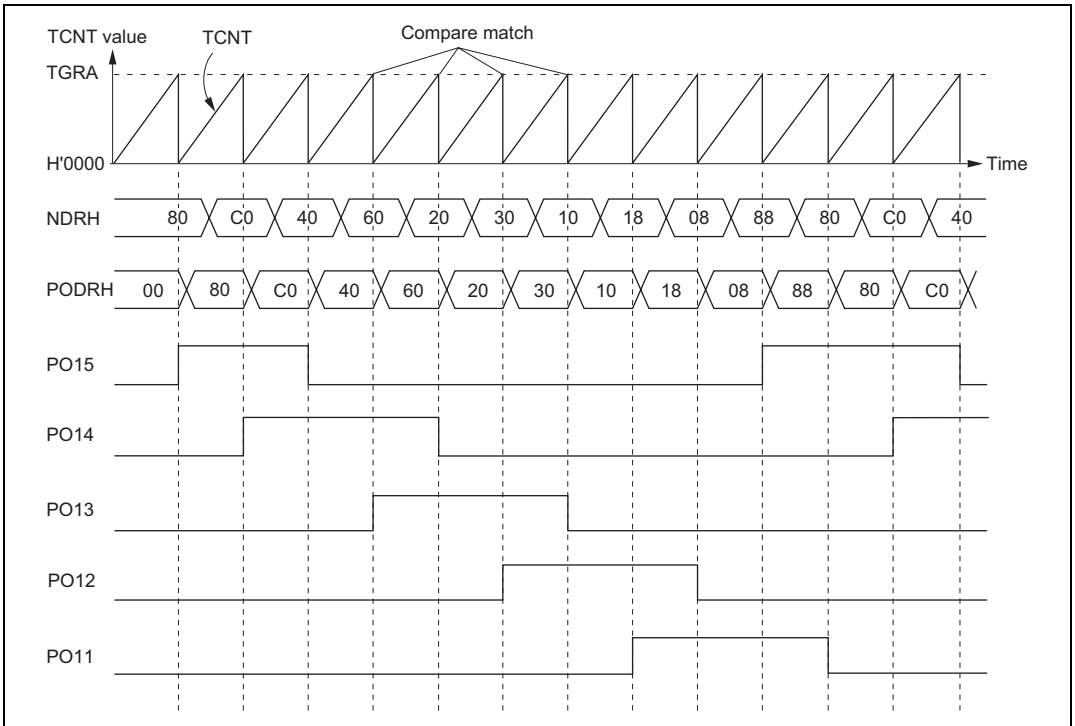 TCNT value
TCNT
Compare match
TGRA
H'0000
Time
NDRH 80 C0 40 60 20 30 10 18 08 88 80 C0 40
PODRH 00 80 C0 40 60 20 30 10 18 08 88 80 C0
PO15
PO14
PO13
PO12
PO11